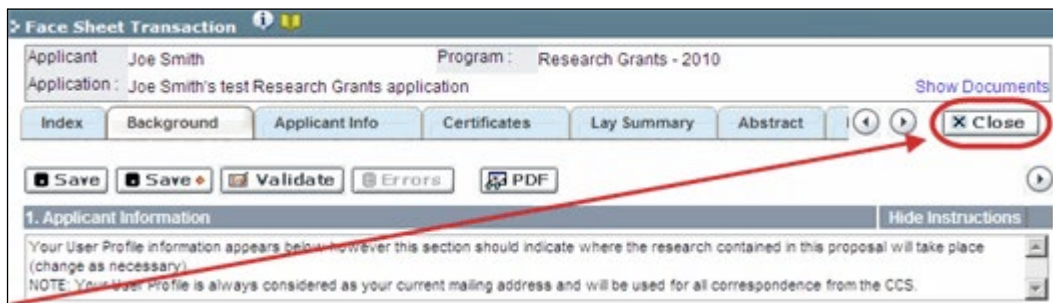 Face Sheet Transaction
Applicant Joe Smith Program : Research Grants - 2010
Application : Joe Smith's test Research Grants application Show Documents
Index Background Applicant Info Certificates Lay Summary Abstract X Close
Save Save Validate Errors PDF
1. Applicant Information Hide Instructions
Your User Profile information appears below however this section should indicate where the research contained in this proposal will take place
(change as necessary)
NOTE: Your User Profile is always considered as your current mailing address and will be used for all correspondence from the CCS.